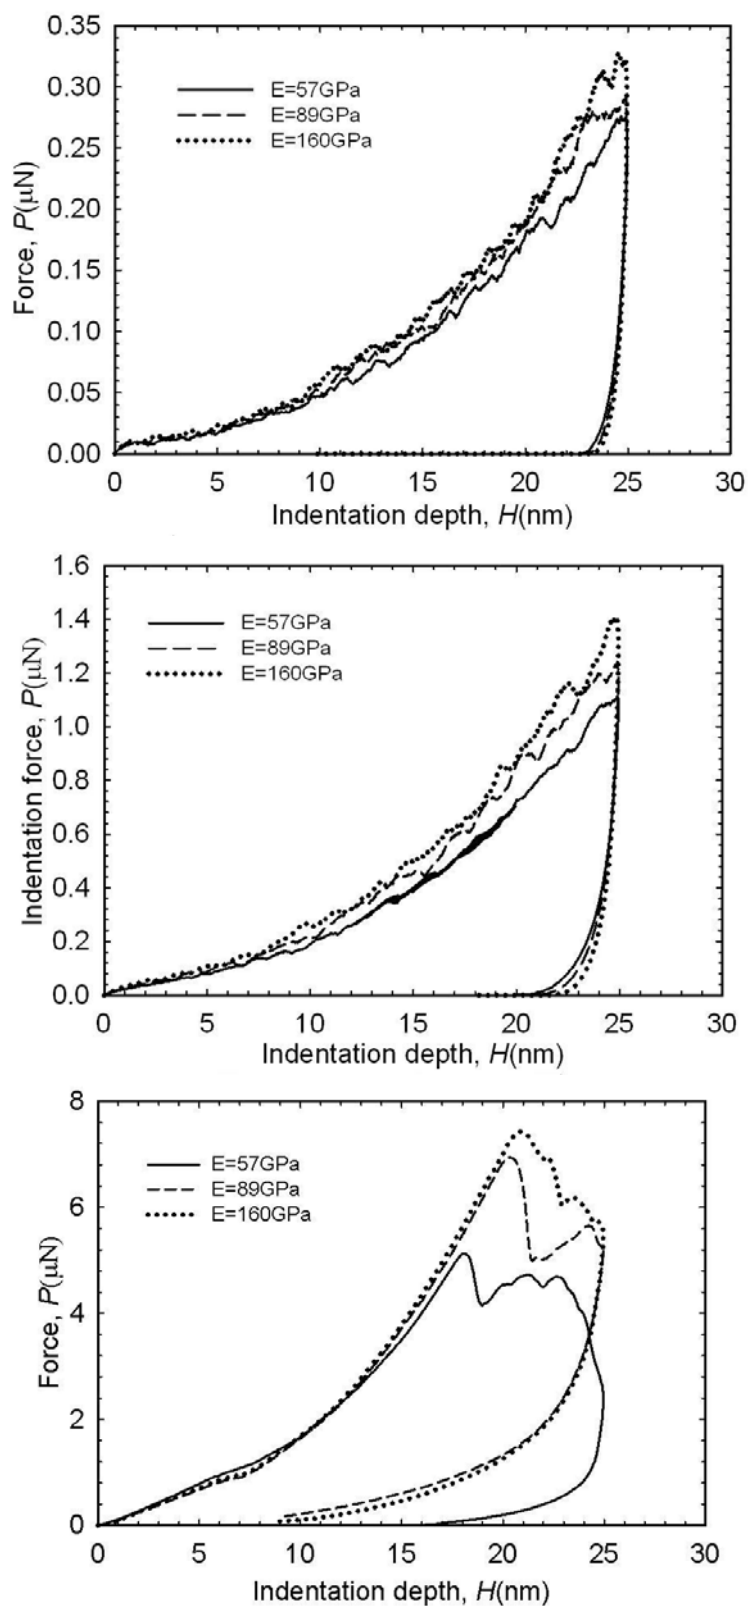 0.35
0.30
0.25
0.20
0.15
0.10
0.05
0.00
Force, P(μN)
E=57GPa
E=89GPa
E=160GPa
0 5 10 15 20 25 30
Indentation depth, H(nm)
1.6
1.4
1.2
1.0
0.8
0.6
0.4
0.2
0.0
Indentation force, P(μN)
E=57GPa
E=89GPa
E=160GPa
0 5 10 15 20 25 30
Indentation depth, H(nm)
8
6
4
2
0
Force, P(μN)
E=57GPa
E=89GPa
E=160GPa
0 5 10 15 20 25 30
Indentation depth, H(nm)